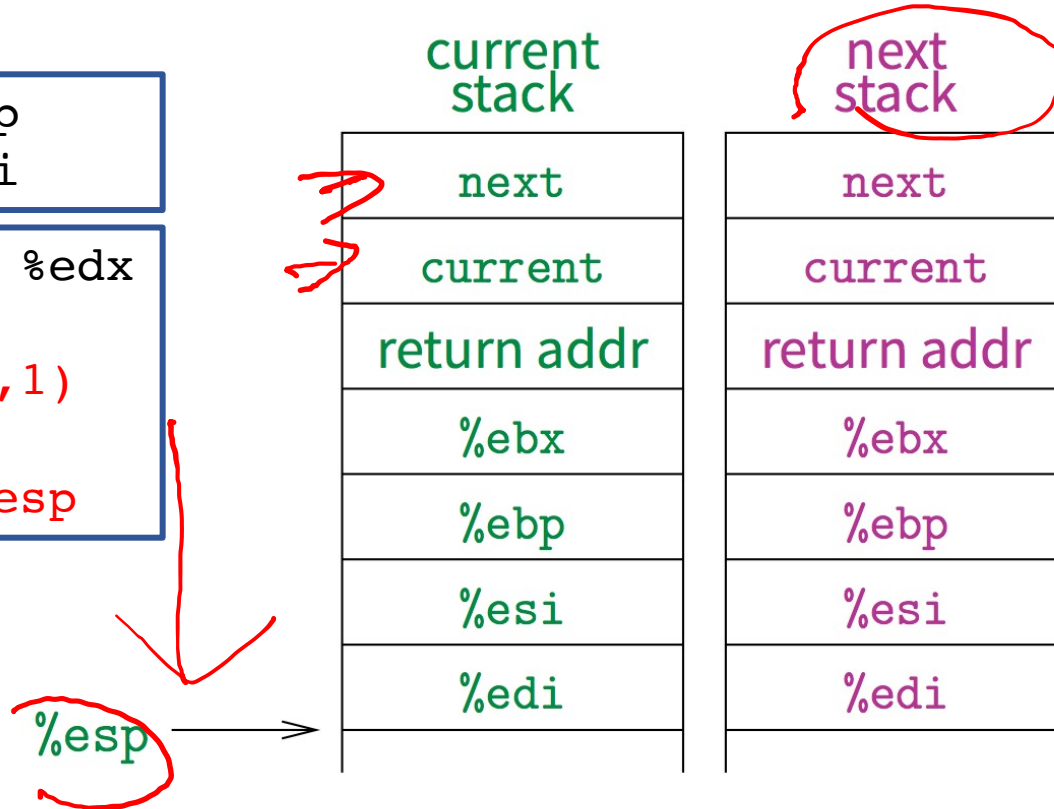 p
i
%edx
,1)
esp
current
stack
next
current
return addr
%ebx
%ebp
%esi
%edi
%esp
next
stack
next
current
return addr
%ebx
%ebp
%esi
%edi